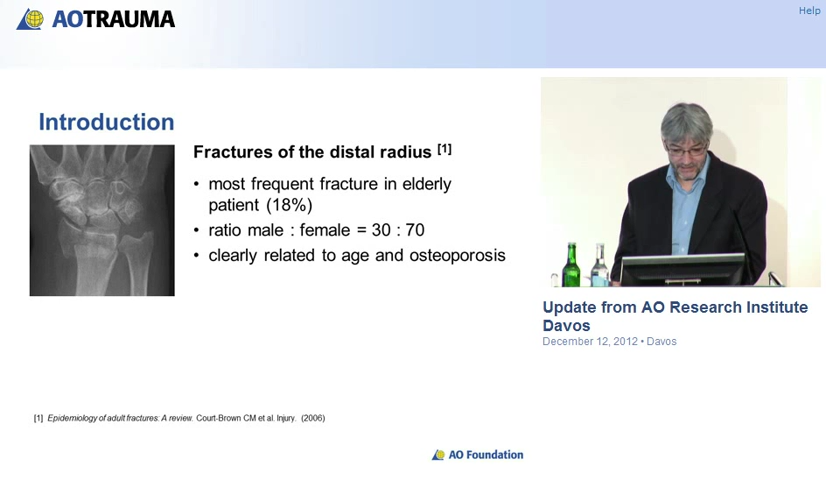 AOTRAUMA
Help
Introduction
Fractures of the distal radius [1]
• most frequent fracture in elderly
patient (18%)
• ratio male : female = 30 : 70
• clearly related to age and osteoporosis
Update from AO Research Institute
Davos
December 12, 2012 • Davos
[1] Epidemiology of adult fractures: A review. Court-Brown CM et al. Injury. (2006)
AO Foundation